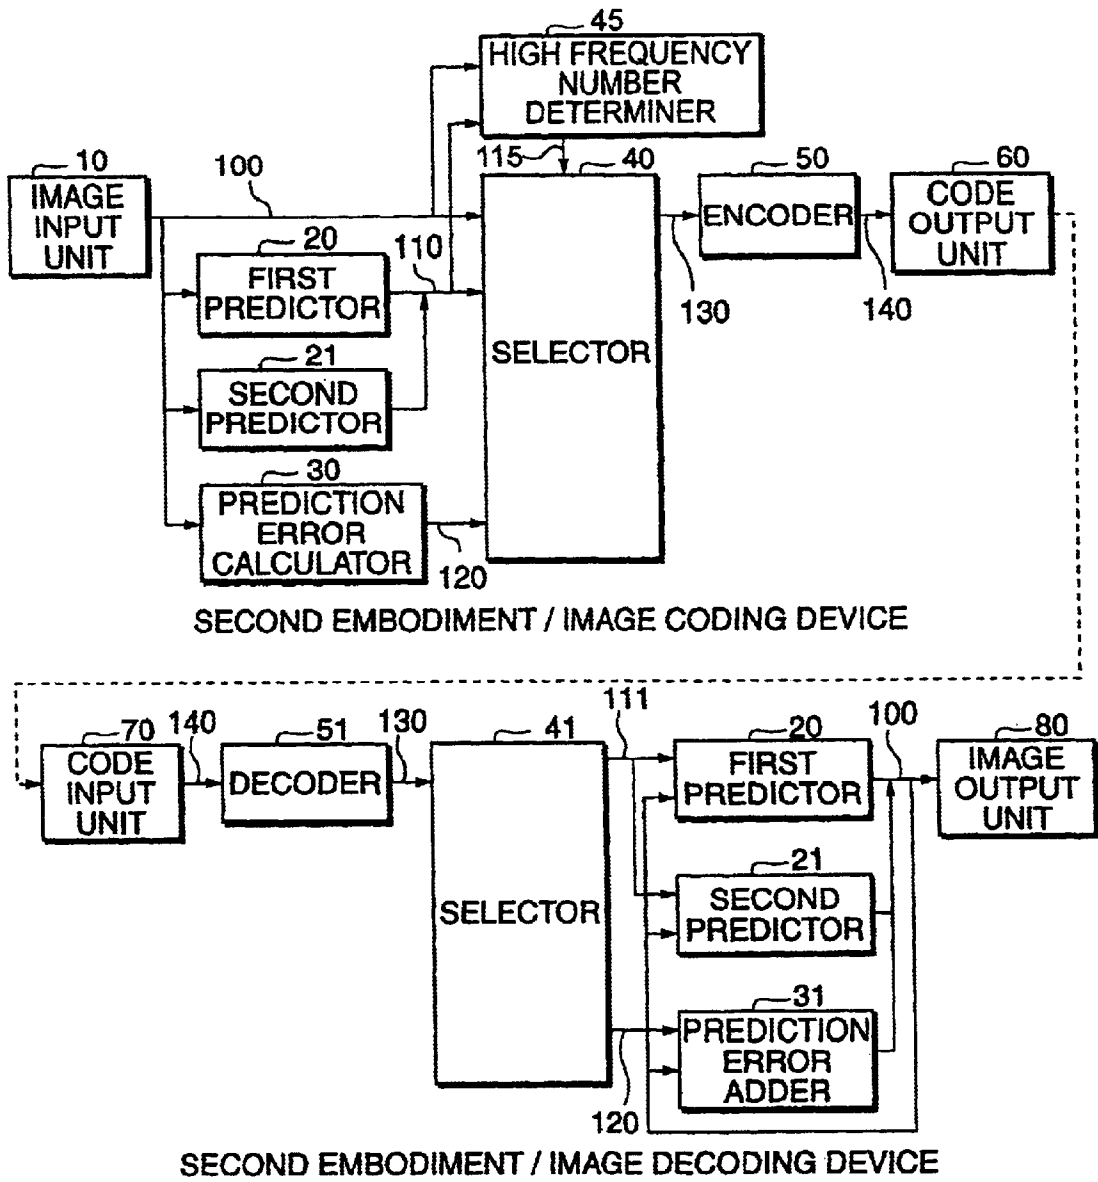 45
HIGH FREQUENCY
NUMBER
DETERMINER
10
IMAGE
INPUT
UNIT
100
115
40
SELECTOR
50
ENCODER
60
CODE
OUTPUT
UNIT
20
FIRST
PREDICTOR
110
130
140
21
SECOND
PREDICTOR
30
PREDICTION
ERROR
CALCULATOR
120
SECOND EMBODIMENT / IMAGE CODING DEVICE
70
CODE
INPUT
UNIT
140
51
DECODER
130
41
SELECTOR
111
20
FIRST
PREDICTOR
100
80
IMAGE
OUTPUT
UNIT
21
SECOND
PREDICTOR
31
PREDICTION
ERROR
ADDER
120
SECOND EMBODIMENT / IMAGE DECODING DEVICE